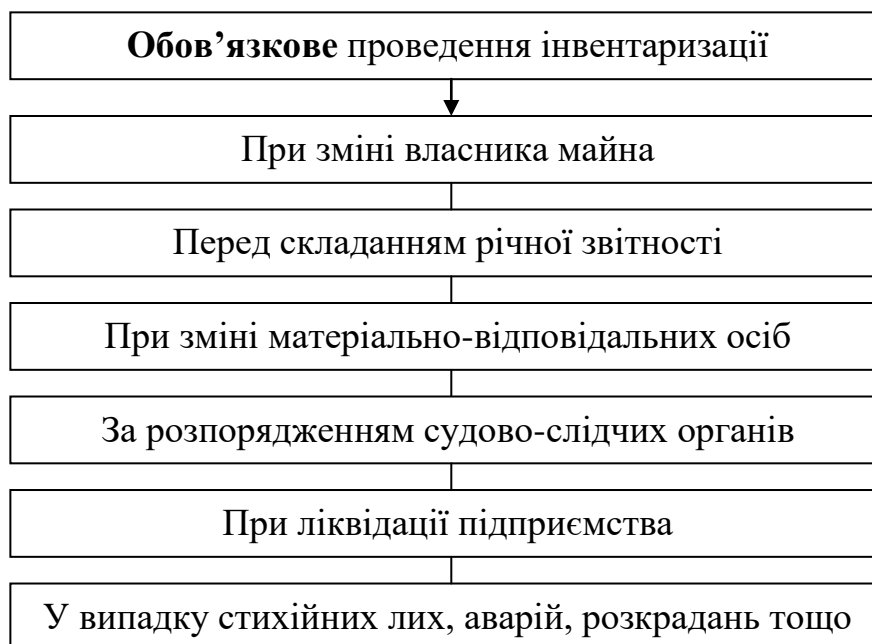 Обов’язкове проведення інвентаризації
При зміні власника майна
Перед складанням річної звітності
При зміні матеріально-відповідальних осіб
За розпорядженням судово-слідчих органів
При ліквідації підприємства
У випадку стихійних лих, аварій, розкрадань тощо